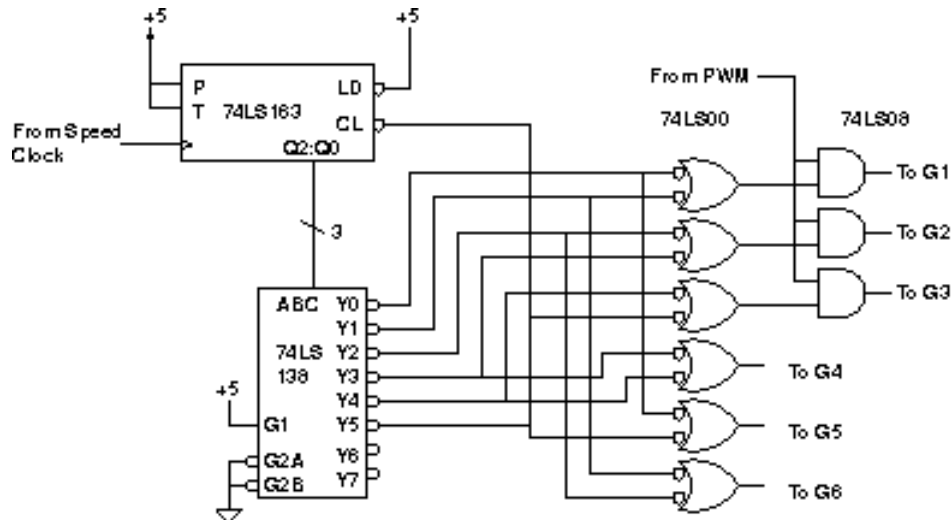 +5
+5
P
T
74LS163
LD
CL
Q2:Q0
From Speed
Clock
3
From PWM
74LS00
74LS08
To G1
To G2
To G3
To G4
To G5
To G6
ABC
74LS
138
Y0
Y1
Y2
Y3
Y4
Y5
Y6
Y7
+5
G1
G2A
G2B